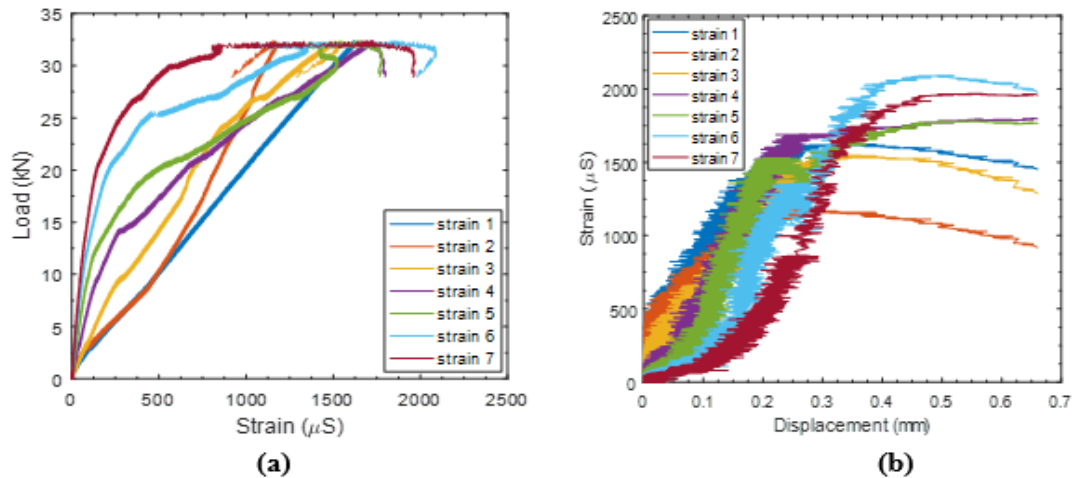 35
30
25
20
15
10
5
0
Load (kN)
strain 1
strain 2
strain 3
strain 4
strain 5
strain 6
strain 7
0 500 1000 1500 2000 2500
Strain (μS)
(a)
2500
2000
1500
1000
500
0
Strain (μS)
strain 1
strain 2
strain 3
strain 4
strain 5
strain 6
strain 7
0 0.1 0.2 0.3 0.4 0.5 0.6 0.7
Displacement (mm)
(b)